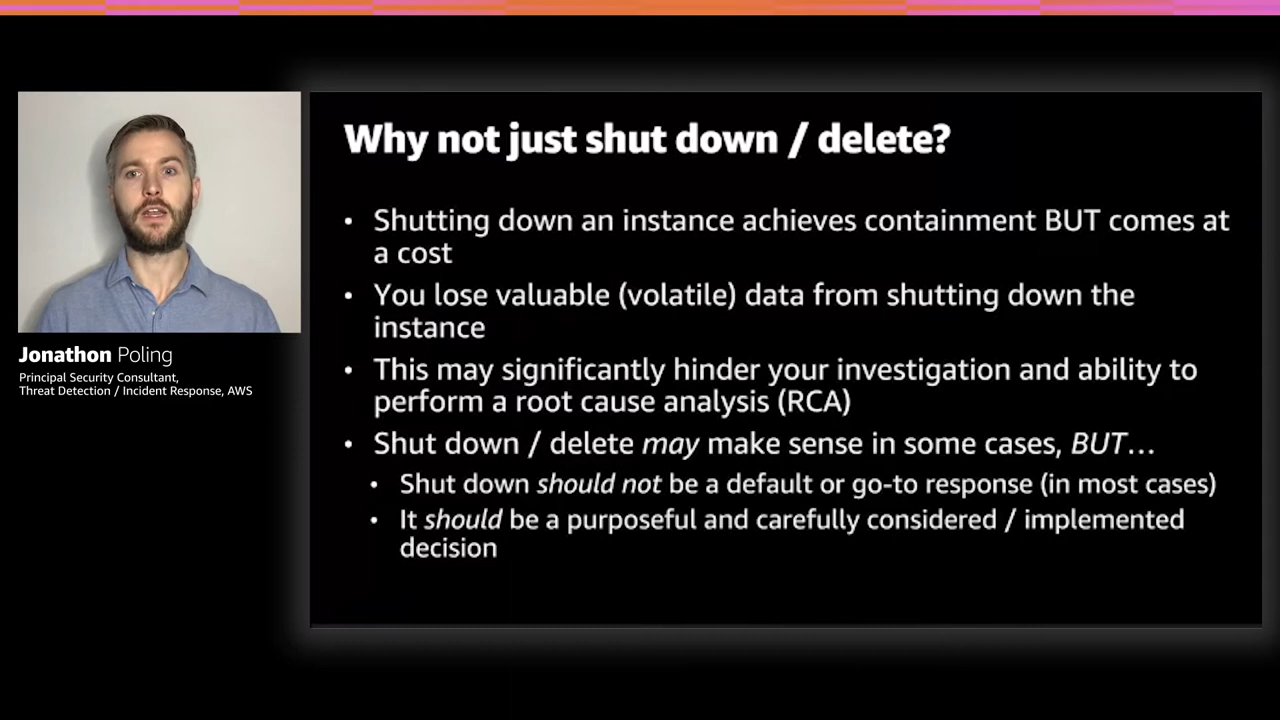 Jonathon Poling
Principal Security Consultant,
Threat Detection / Incident Response, AWS
Why not just shut down / delete?
• Shutting down an instance achieves containment BUT comes at
a cost
• You lose valuable (volatile) data from shutting down the
instance
• This may significantly hinder your investigation and ability to
perform a root cause analysis (RCA)
• Shut down / delete may make sense in some cases, BUT…
• Shut down should not be a default or go-to response (in most cases)
• It should be a purposeful and carefully considered / implemented
decision